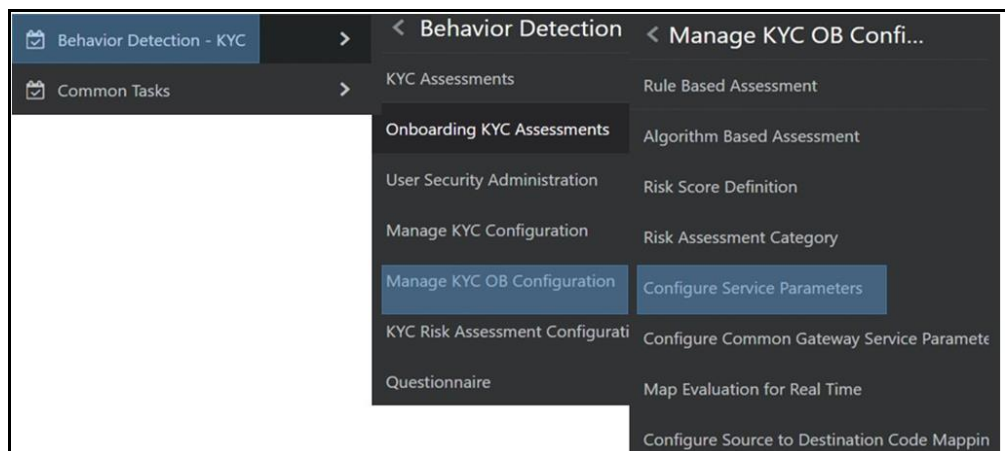 Behavior Detection - KYC
Common Tasks
Behavior Detection
KYC Assessments
Onboarding KYC Assessments
User Security Administration
Manage KYC Configuration
Manage KYC OB Configuration
KYC Risk Assessment Configurati
Questionnaire
Manage KYC OB Confi...
Rule Based Assessment
Algorithm Based Assessment
Risk Score Definition
Risk Assessment Category
Configure Service Parameters
Configure Common Gateway Service Paramete
Map Evaluation for Real Time
Configure Source to Destination Code Mappin